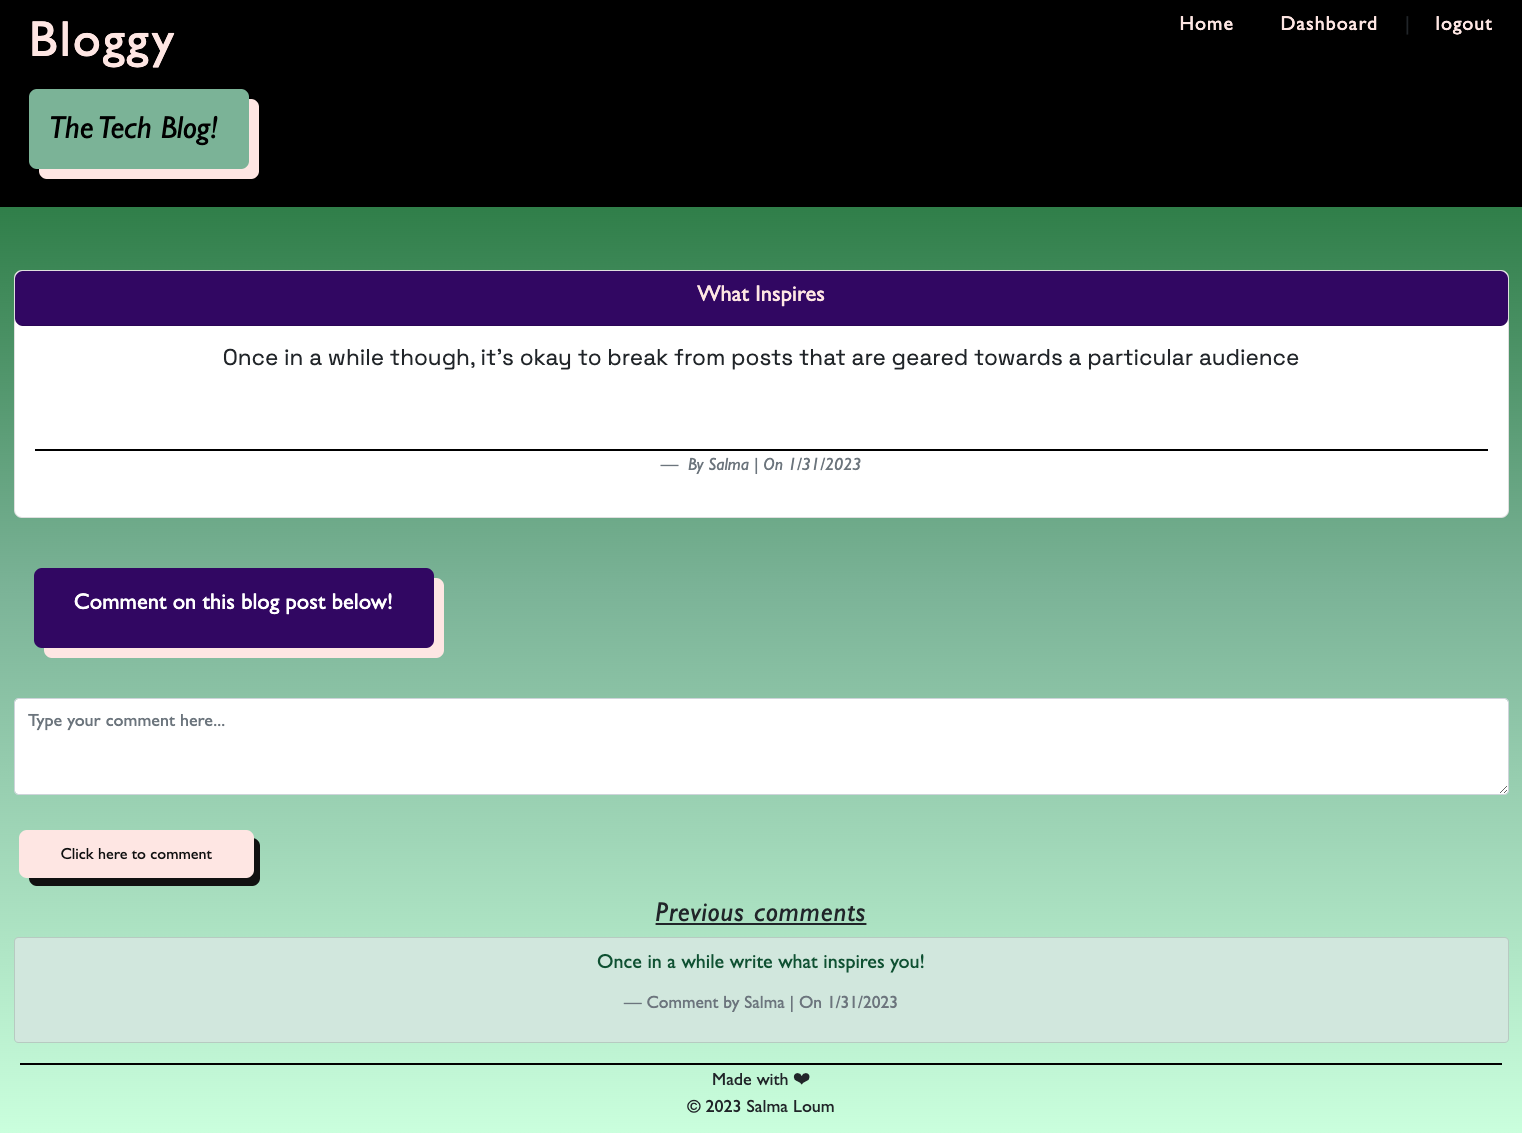 Bloggy
Home Dashboard | logout
The Tech Blog!
What Inspires
Once in a while though, it's okay to break from posts that are geared towards a particular audience
— By Salma | On 1/31/2023
Comment on this blog post below!
Type your comment here...
Click here to comment
Previous comments
Once in a while write what inspires you!
— Comment by Salma | On 1/31/2023
Made with ❤
© 2023 Salma Loum